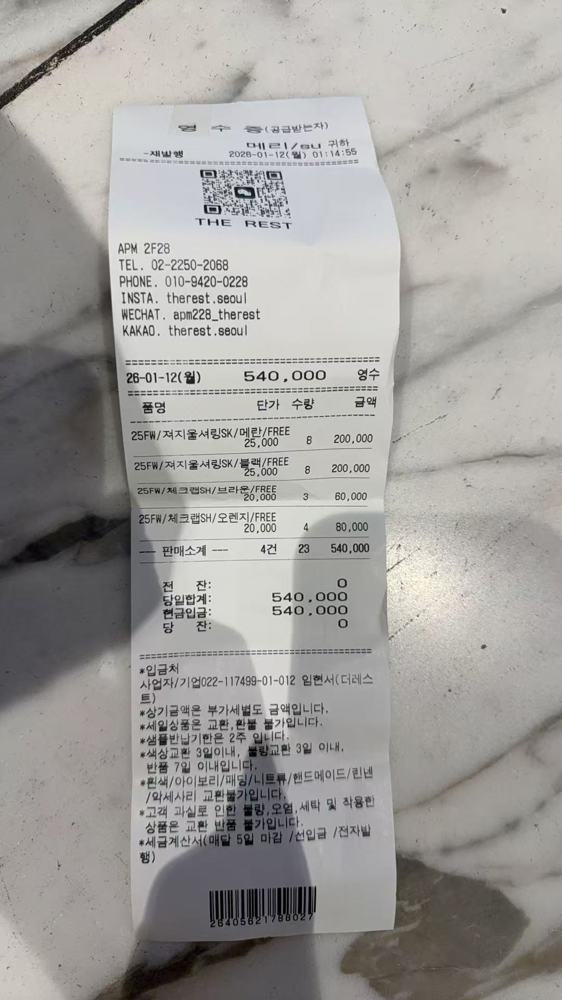 영 수 증(공급받는자)
메리/su 귀하
-재발행 2026-01-12(월) 01:14:55
THE REST
APM 2F28
TEL. 02-2250-2068
PHONE. 010-9420-0228
INSTA. therest.seoul
WECHAT. apm228_therest
KAKAO. therest.seoul
26-01-12(월) 540,000 영수
품명 단가 수량 금액
25FW/져지울셔링SK/메란/FREE
25,000 8 200,000
25FW/져지울셔링SK/블랙/FREE
25,000 8 200,000
25FW/체크랩SH/브라운/FREE
20,000 3 60,000
25FW/체크랩SH/오렌지/FREE
20,000 4 80,000
--- 판매소계 --- 4건 23 540,000
전 잔: 0
당일합계: 540,000
현금입금: 540,000
당 잔: 0
*입금처
사업자/기업022-117499-01-012 임현서(더레스
트)
*상기금액은 부가세별도 금액입니다.
*세일상품은 교환,환불 불가입니다.
*샘플반납기한은 2주 입니다.
*색상교환 3일이내, 불량교환 3일 이내,
반품 7일 이내입니다.
*흰색/아이보리/패딩/니트류/핸드메이드/린넨
/악세사리 교환불가입니다.
*고객 과실로 인한 불량,오염,세탁 및 착용한
상품은 교환 반품 불가입니다.
*세금계산서(매달 5일 마감 /선입금 /전자발
행)
26405621788027